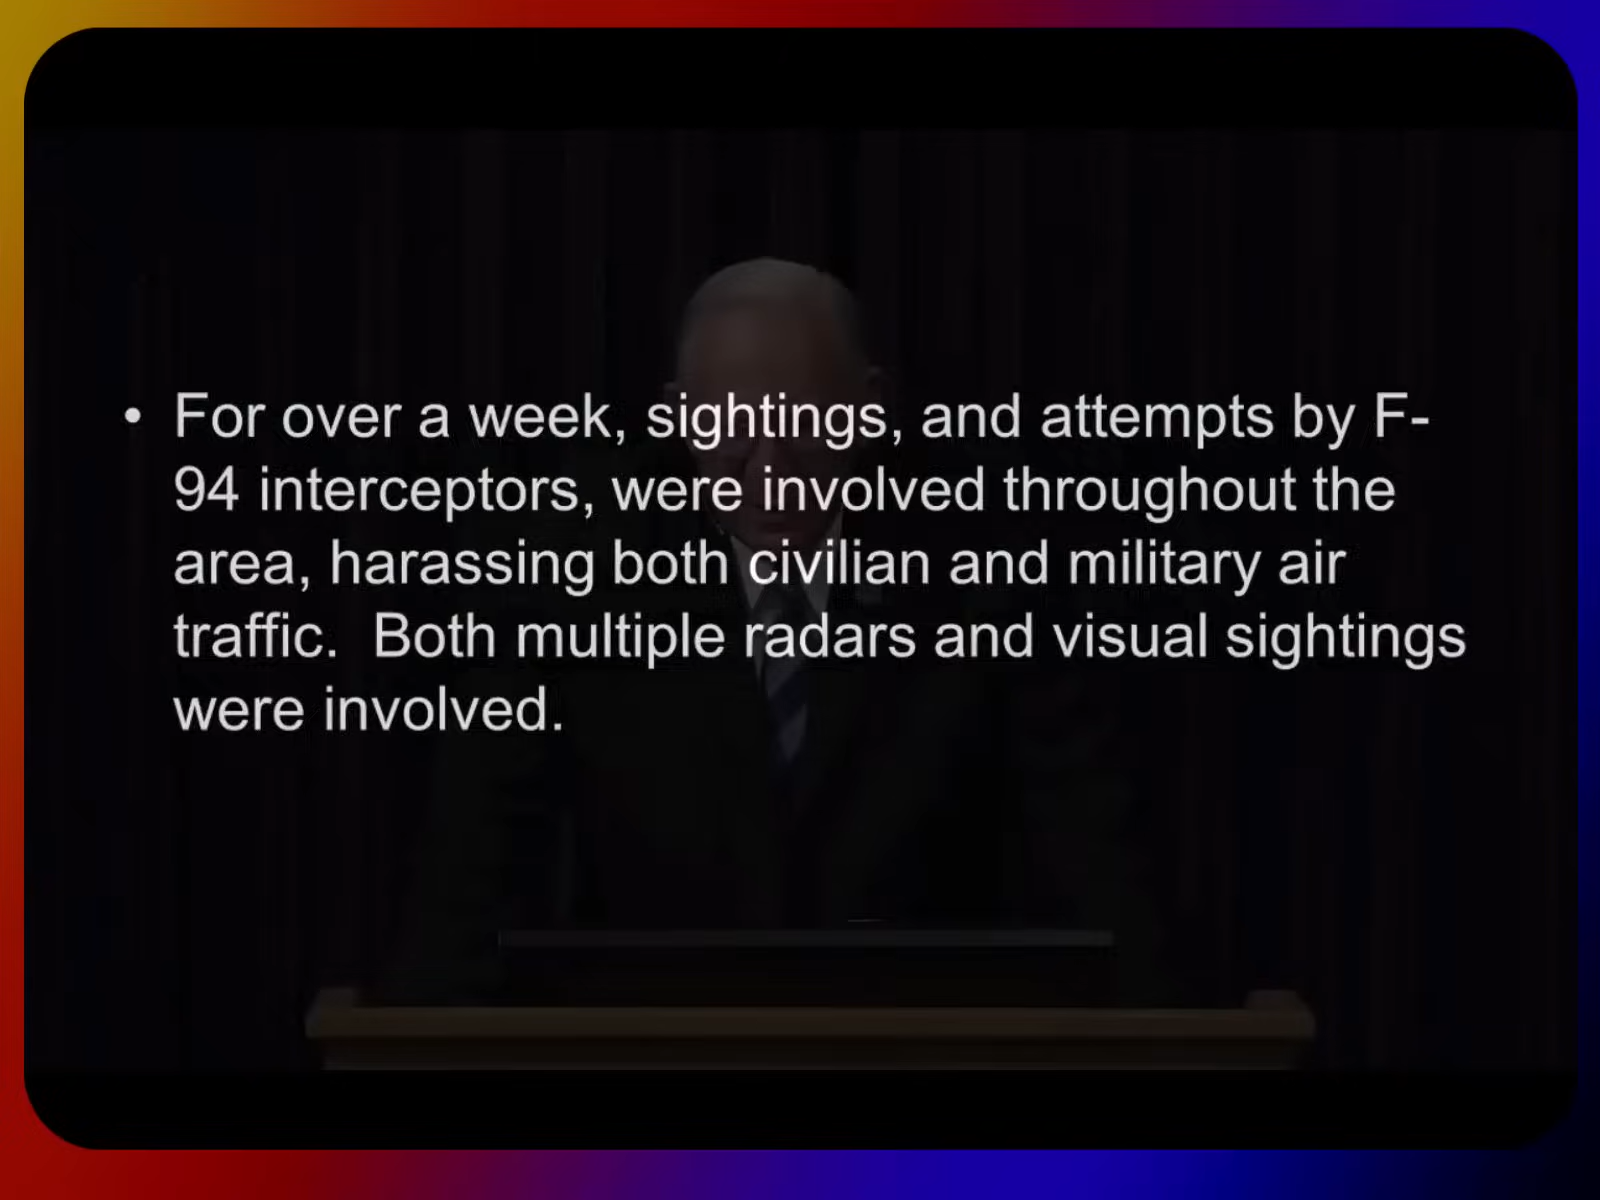 • For over a week, sightings, and attempts by F-
94 interceptors, were involved throughout the
area, harassing both civilian and military air
traffic.  Both multiple radars and visual sightings
were involved.